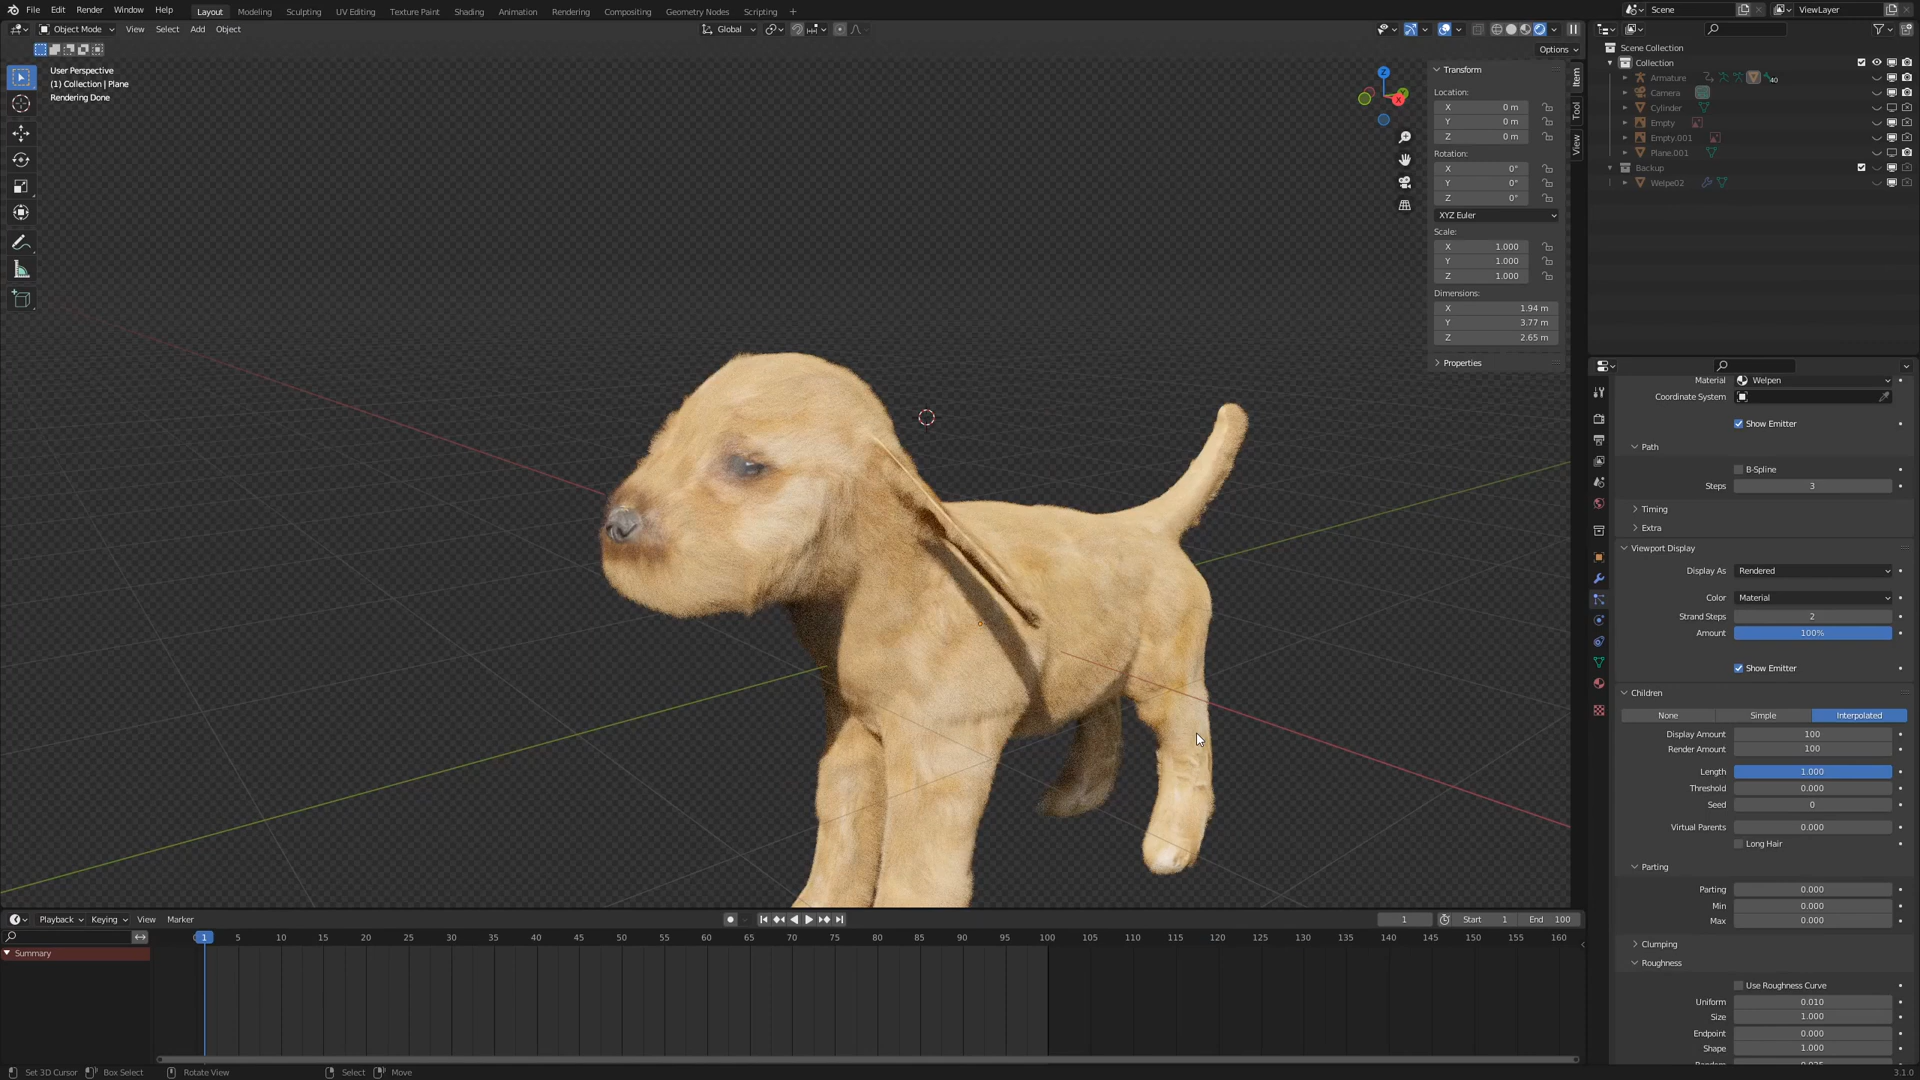 File Edit Render Window Help Layout Modeling Sculpting UV Editing Texture Paint Shading Animation Rendering Compositing Geometry Nodes Scripting + Scene ViewLayer
Object Mode View Select Add Object Global
Options
User Perspective
(1) Collection | Plane
Rendering Done
Z
Y
X
Transform
Location:
X 0 m
Y 0 m
Z 0 m
Rotation:
X 0°
Y 0°
Z 0°
XYZ Euler
Scale:
X 1.000
Y 1.000
Z 1.000
Dimensions:
X 1.94 m
Y 3.77 m
Z 2.65 m
Properties
Item
Tool
View
Scene Collection
Collection
Armature 40
Camera
Cylinder
Empty
Empty.001
Plane.001
Backup
Welpe02
Material Welpen
Coordinate System
Show Emitter
Path
B-Spline
Steps 3
Timing
Extra
Viewport Display
Display As Rendered
Color Material
Strand Steps 2
Amount 100%
Show Emitter
Children
None Simple Interpolated
Display Amount 100
Render Amount 100
Length 1.000
Threshold 0.000
Seed 0
Virtual Parents 0.000
Long Hair
Parting
Parting 0.000
Min 0.000
Max 0.000
Clumping
Roughness
Use Roughness Curve
Uniform 0.010
Size 1.000
Endpoint 0.000
Shape 1.000
Playback Keying View Marker 1 Start 1 End 100
1 5 10 15 20 25 30 35 40 45 50 55 60 65 70 75 80 85 90 95 100 105 110 115 120 125 130 135 140 145 150 155 160
Summary
Set 3D Cursor Box Select Rotate View Select Move 3.1.0